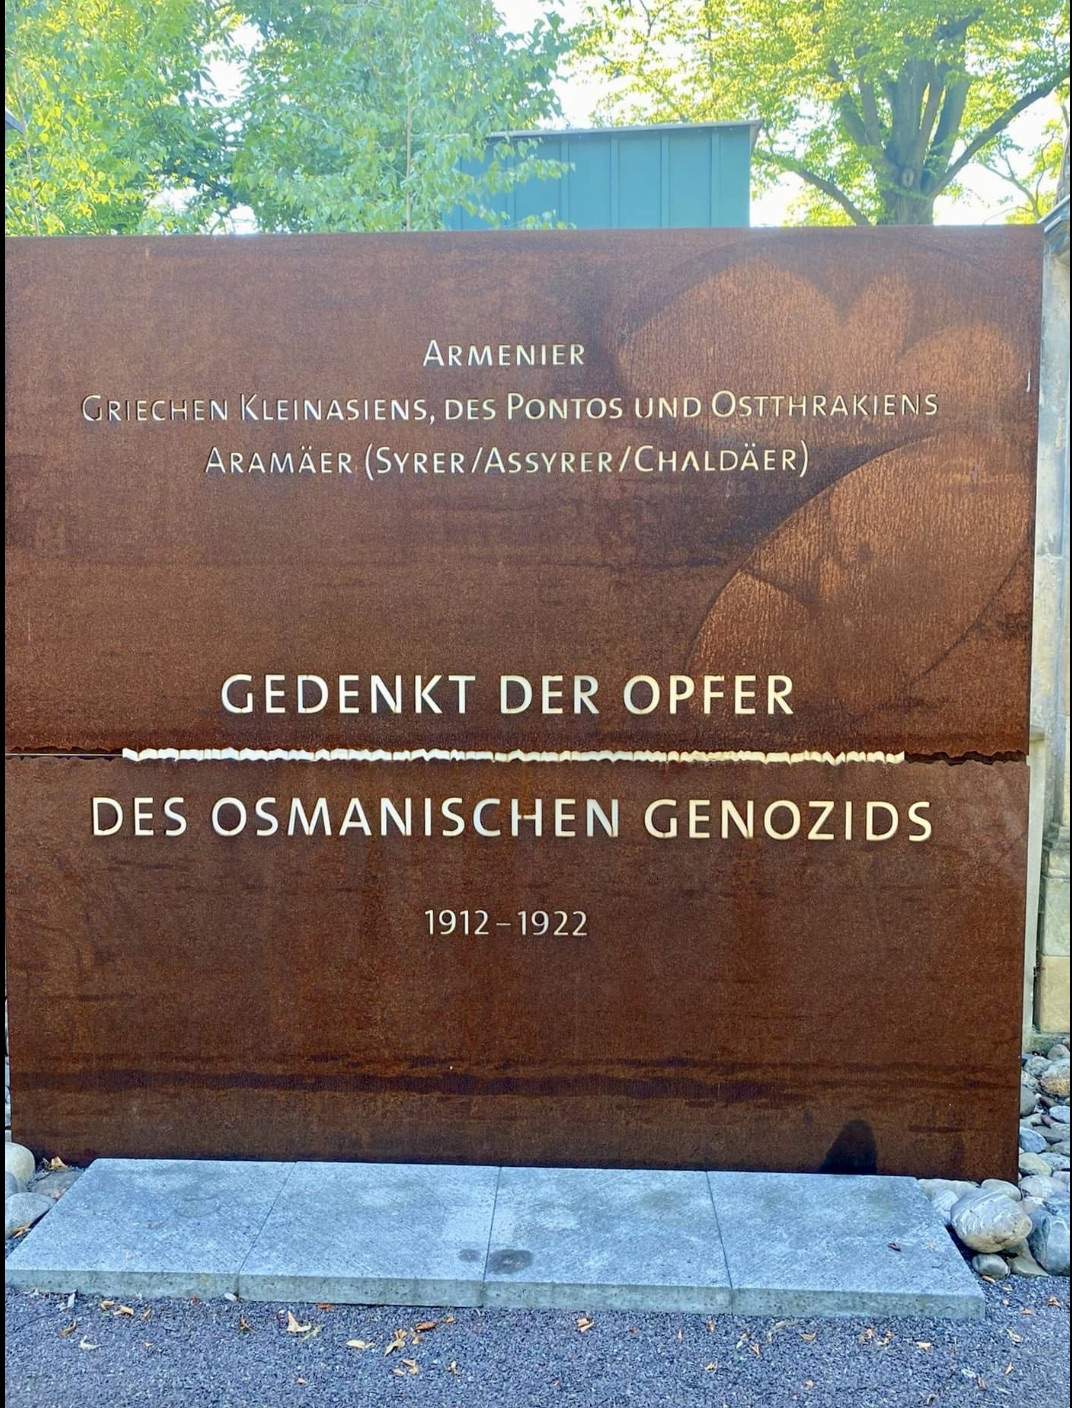 ARMENIER
GRIECHEN KLEINASIENS, DES PONTOS UND OSTTHRAKIENS
ARAMÄER (SYRER/ASSYRER/CHALDÄER)
GEDENKT DER OPFER
DES OSMANISCHEN GENOZIDS
1912–1922